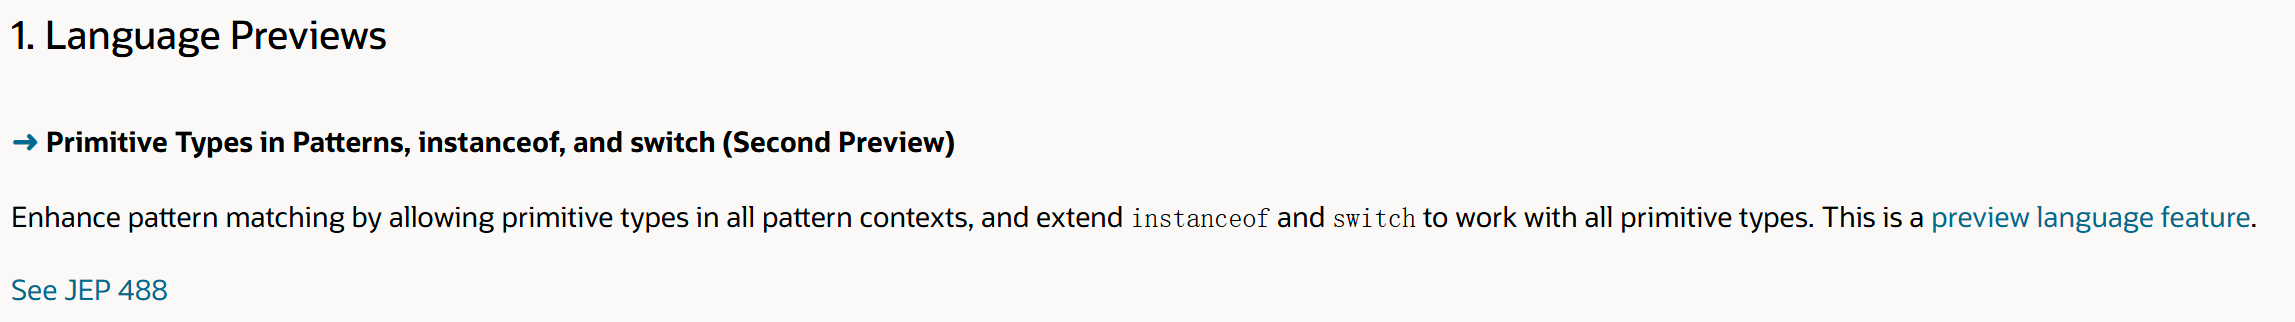 1. Language Previews
➜ Primitive Types in Patterns, instanceof, and switch (Second Preview)
Enhance pattern matching by allowing primitive types in all pattern contexts, and extend instanceof and switch to work with all primitive types. This is a preview language feature.
See JEP 488